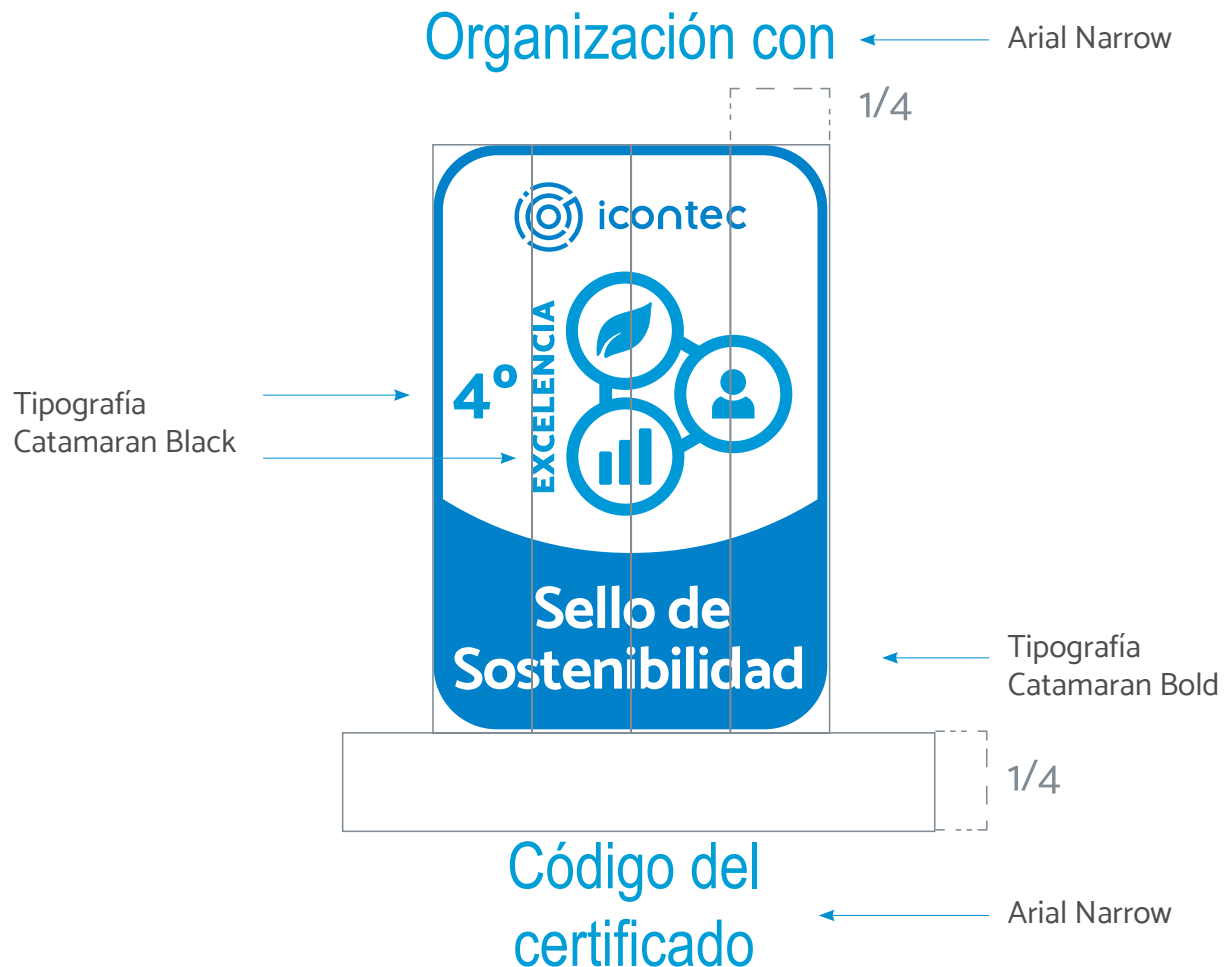 Organización con
Arial Narrow
1/4
icontec
4º
EXCELENCIA
Tipografía
Catamaran Black
Sello de
Sostenibilidad
Tipografía
Catamaran Bold
1/4
Código del
certificado
Arial Narrow